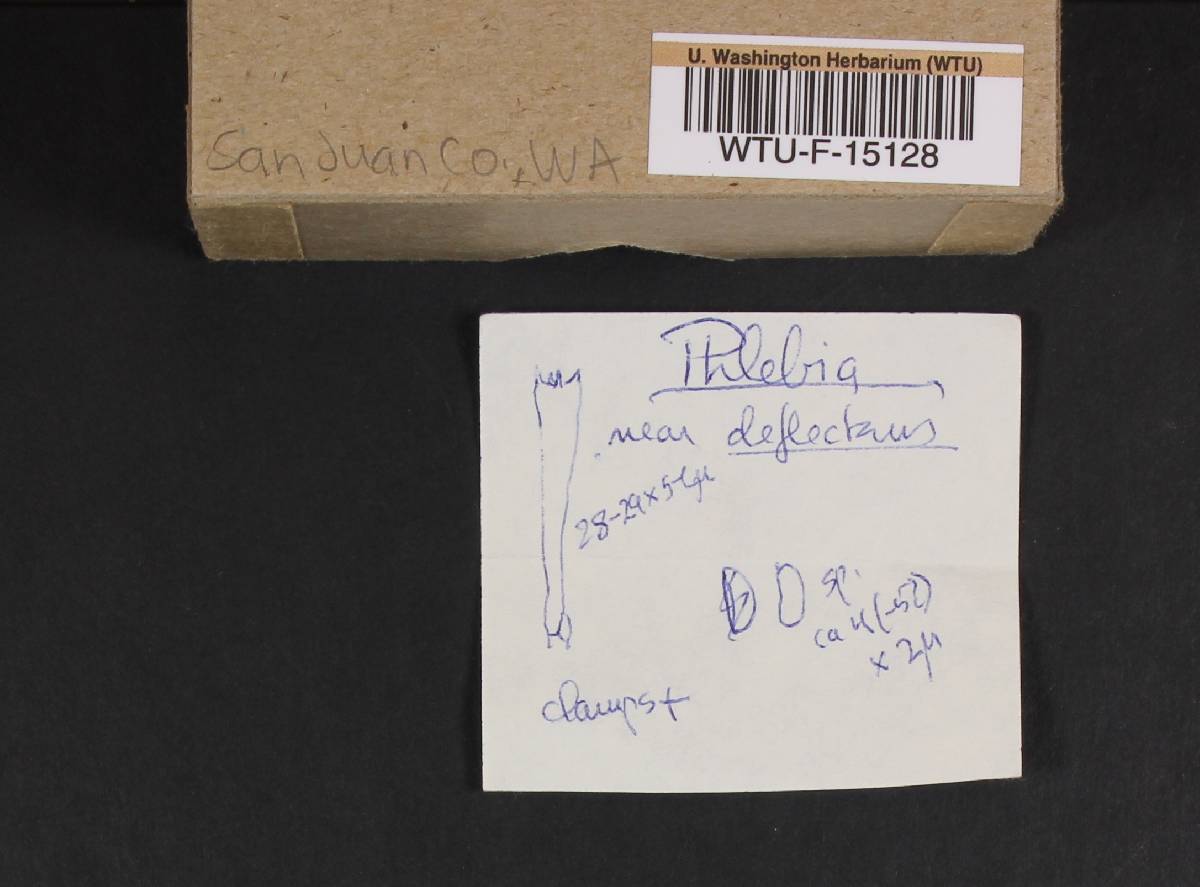 U. Washington Herbarium (WTU)
WTU-F-15128
San Juan Co., WA
Phlebia
near deflectans
28-29 x 5-6µ
sp.
ca 4 (-5?)
x 2µ
clamps +